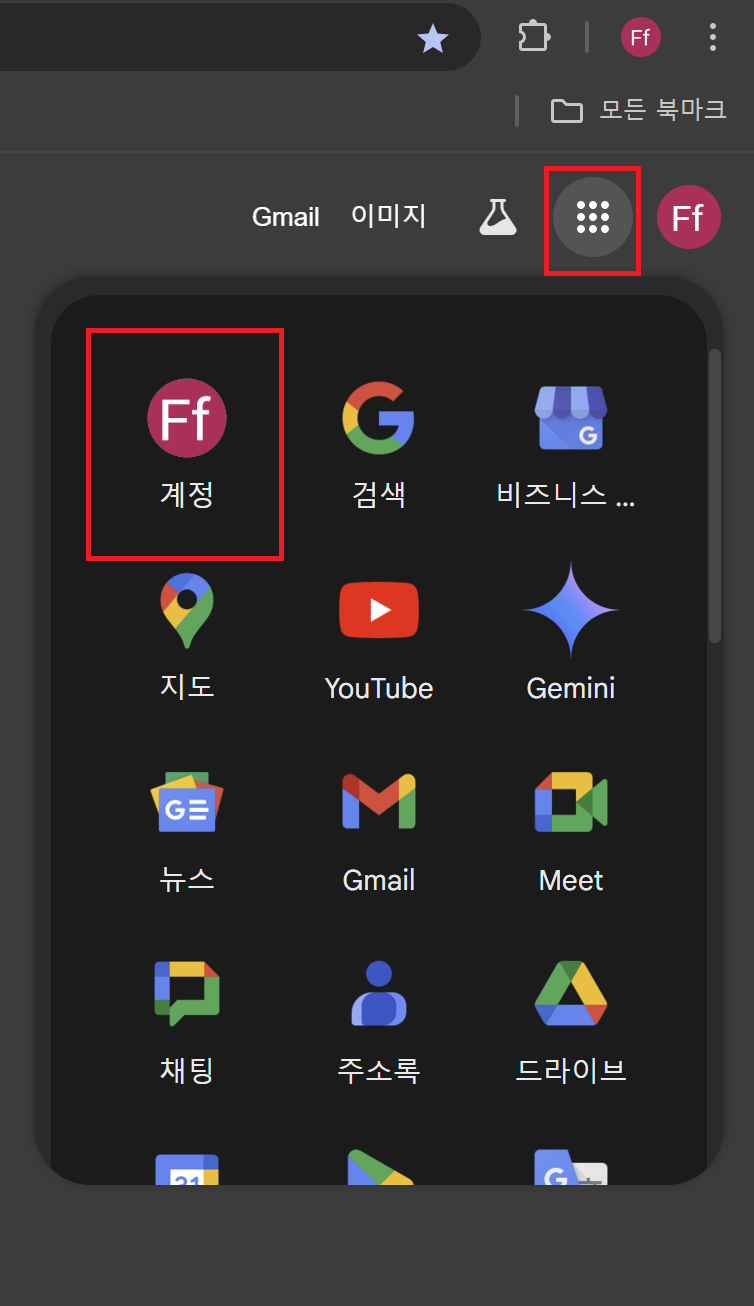 Ff
모든 북마크
Gmail 이미지 Ff
Ff
계정 검색 비즈니스 ...
지도 YouTube Gemini
뉴스 Gmail Meet
채팅 주소록 드라이브
31